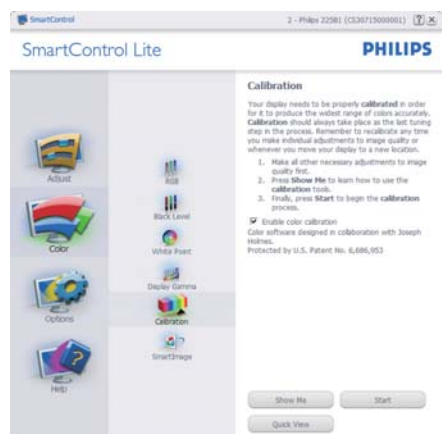 SmartControl
2 - Philips 225B1 (CS30715000001)
SmartControl Lite
PHILIPS
Adjust
Color
Options
Help
RGB
Black Level
White Point
Display Gamma
Calibration
SmartImage
Calibration
Your display needs to be properly calibrated in order
for it to produce the widest range of colors accurately.
Calibration should always take place as the last tuning
step in the process. Remember to recalibrate any time
you make individual adjustments to image quality or
whenever you move your display to a new location.
1. Make all other necessary adjustments to image
quality first.
2. Press Show Me to learn how to use the
calibration tools.
3. Finally, press Start to begin the calibration
process.
Enable color calibration
Color software designed in collaboration with Joseph
Holmes.
Protected by U.S. Patent No. 6,686,953
Show Me
Start
Quick View